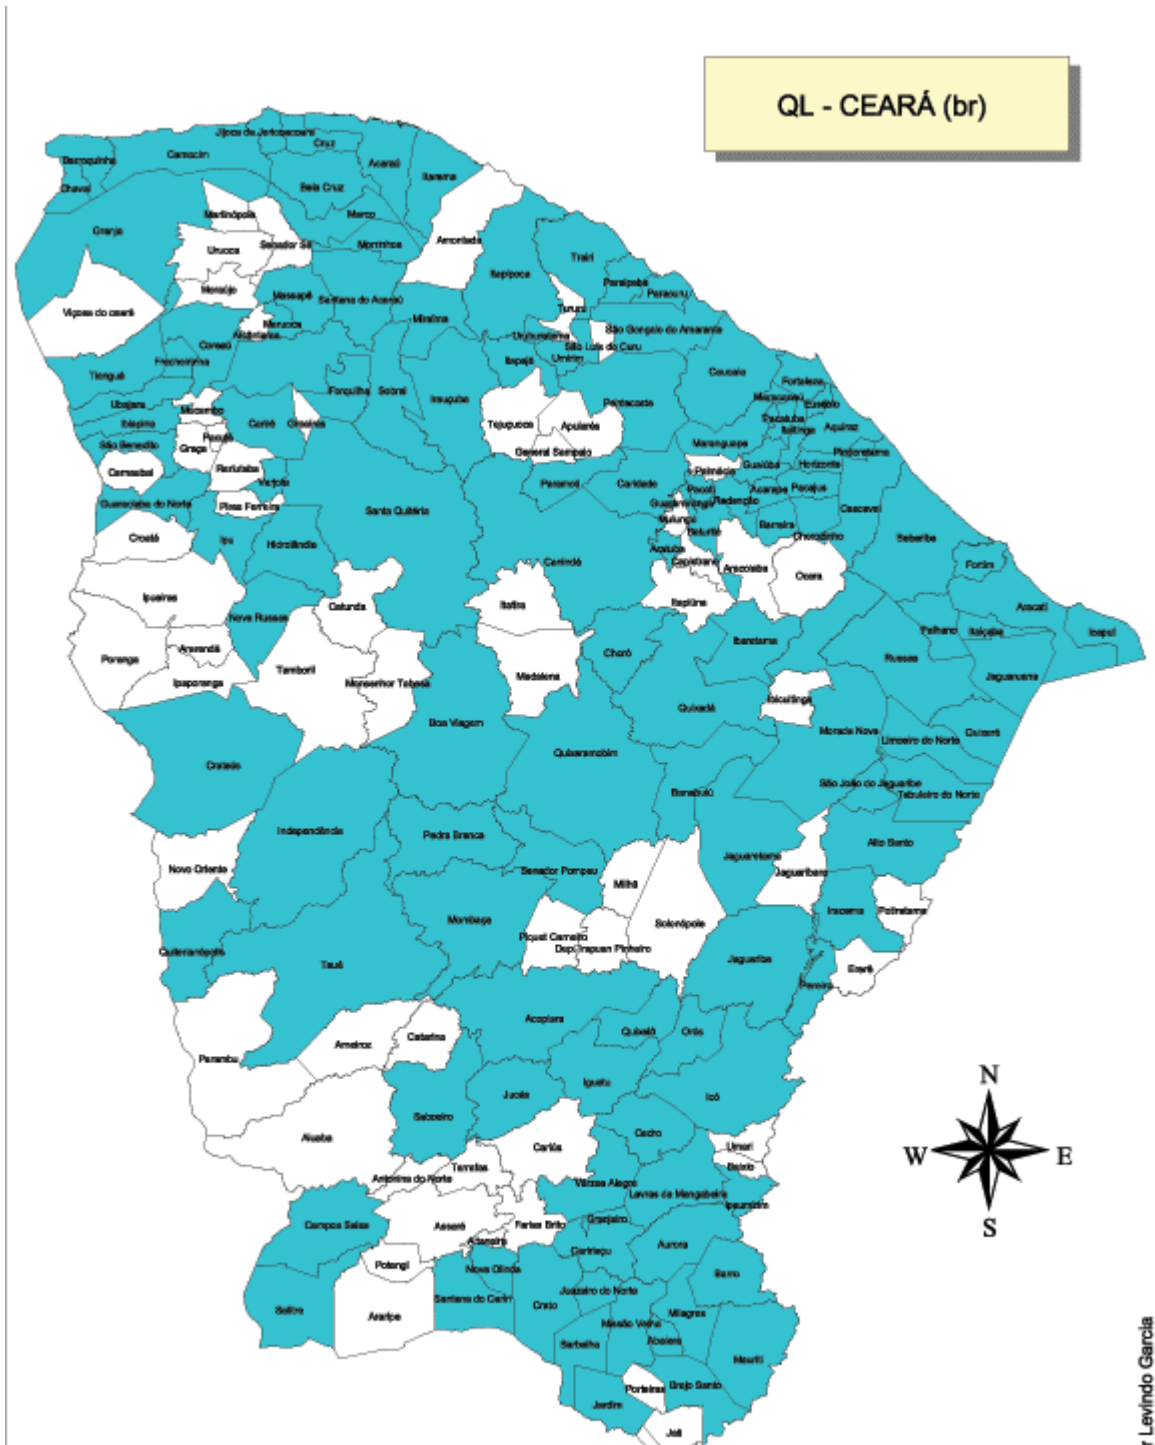 QL - CEARÁ (br)
Jijoca de Jericoacoara
Cruz
Barroquinha
Camocim
Acaraú
Itarema
Chaval
Bela Cruz
Martinópole
Marco
Granja
Uruoca
Senador Sá
Morrinhos
Amontada
Trairi
Itapipoca
Paraipaba
Paracuru
Moraújo
Massapê
Santana do Acaraú
Viçosa do ceará
Tururu
Miraíma
Meruoca
Alcântaras
São Gonçalo do Amarante
Uruburetama
São Luis do Curu
Coreaú
Umirim
Frecheirinha
Itapajé
Tianguá
Forquilha
Sobral
Irauçuba
Caucaia
Fortaleza
Maracanaú
Eusébio
Ubajara
Mucambo
Pentecoste
Ibiapina
Cariré
Groaíras
Tejuçuoca
Apuiarés
Pacatuba
Itaitinga
Aquiraz
São Benedito
Pacujá
Graça
Maranguape
General Sampaio
Pindoretama
Carnaubal
Reriutaba
Palmácia
Guaiúba
Horizonte
Varjota
Paramoti
Caridade
Pacoti
Acarape
Pacajus
Guaraciaba do Norte
Pires Ferreira
Guaramiranga
Redenção
Santa Quitéria
Cascavel
Mulungu
Barreira
Baturité
Chorozinho
Croatá
Ipu
Hidrolândia
Aratuba
Beberibe
Canindé
Capistrano
Aracoiaba
Ocara
Fortim
Ipueiras
Catunda
Itatira
Itapiúna
Nova Russas
Aracati
Ararendá
Choró
Ibaretama
Palhano
Itaiçaba
Icapuí
Poranga
Tamboril
Madalena
Russas
Ipaporanga
Monsenhor Tabosa
Jaguaruana
Ibicuitinga
Quixadá
Boa Viagem
Morada Nova
Limoeiro do Norte
Quixeré
Quixeramobim
Crateús
São João do Jaguaribe
Banabuiú
Tabuleiro do Norte
Independência
Pedra Branca
Alto Santo
Jaguaretama
Novo Oriente
Senador Pompeu
Jaguaribara
Milhã
Iracema
Potiretama
Mombaça
Solonópole
Piquet Carneiro
Dep. Irapuan Pinheiro
Quiterianópolis
Tauá
Jaguaribe
Ererê
Pereiro
Acopiara
Quixelô
Orós
Catarina
Arneiroz
Parambu
Iguatu
Jucás
Icó
Saboeiro
Cedro
Aiuaba
Cariús
Umari
Baixio
Tarrafas
Antonina do Norte
Várzea Alegre
Lavras da Mangabeira
Ipaumirim
Campos Sales
Assaré
Farias Brito
Granjeiro
Altaneira
Aurora
Caririaçu
Potengi
Nova Olinda
Barro
Juazeiro do Norte
Santana do Cariri
Crato
Salitre
Araripe
Milagres
Missão Velha
Barbalha
Abaiara
Mauriti
Porteiras
Brejo Santo
Jardim
Jati
N
W
E
S
r Levindo Garcia